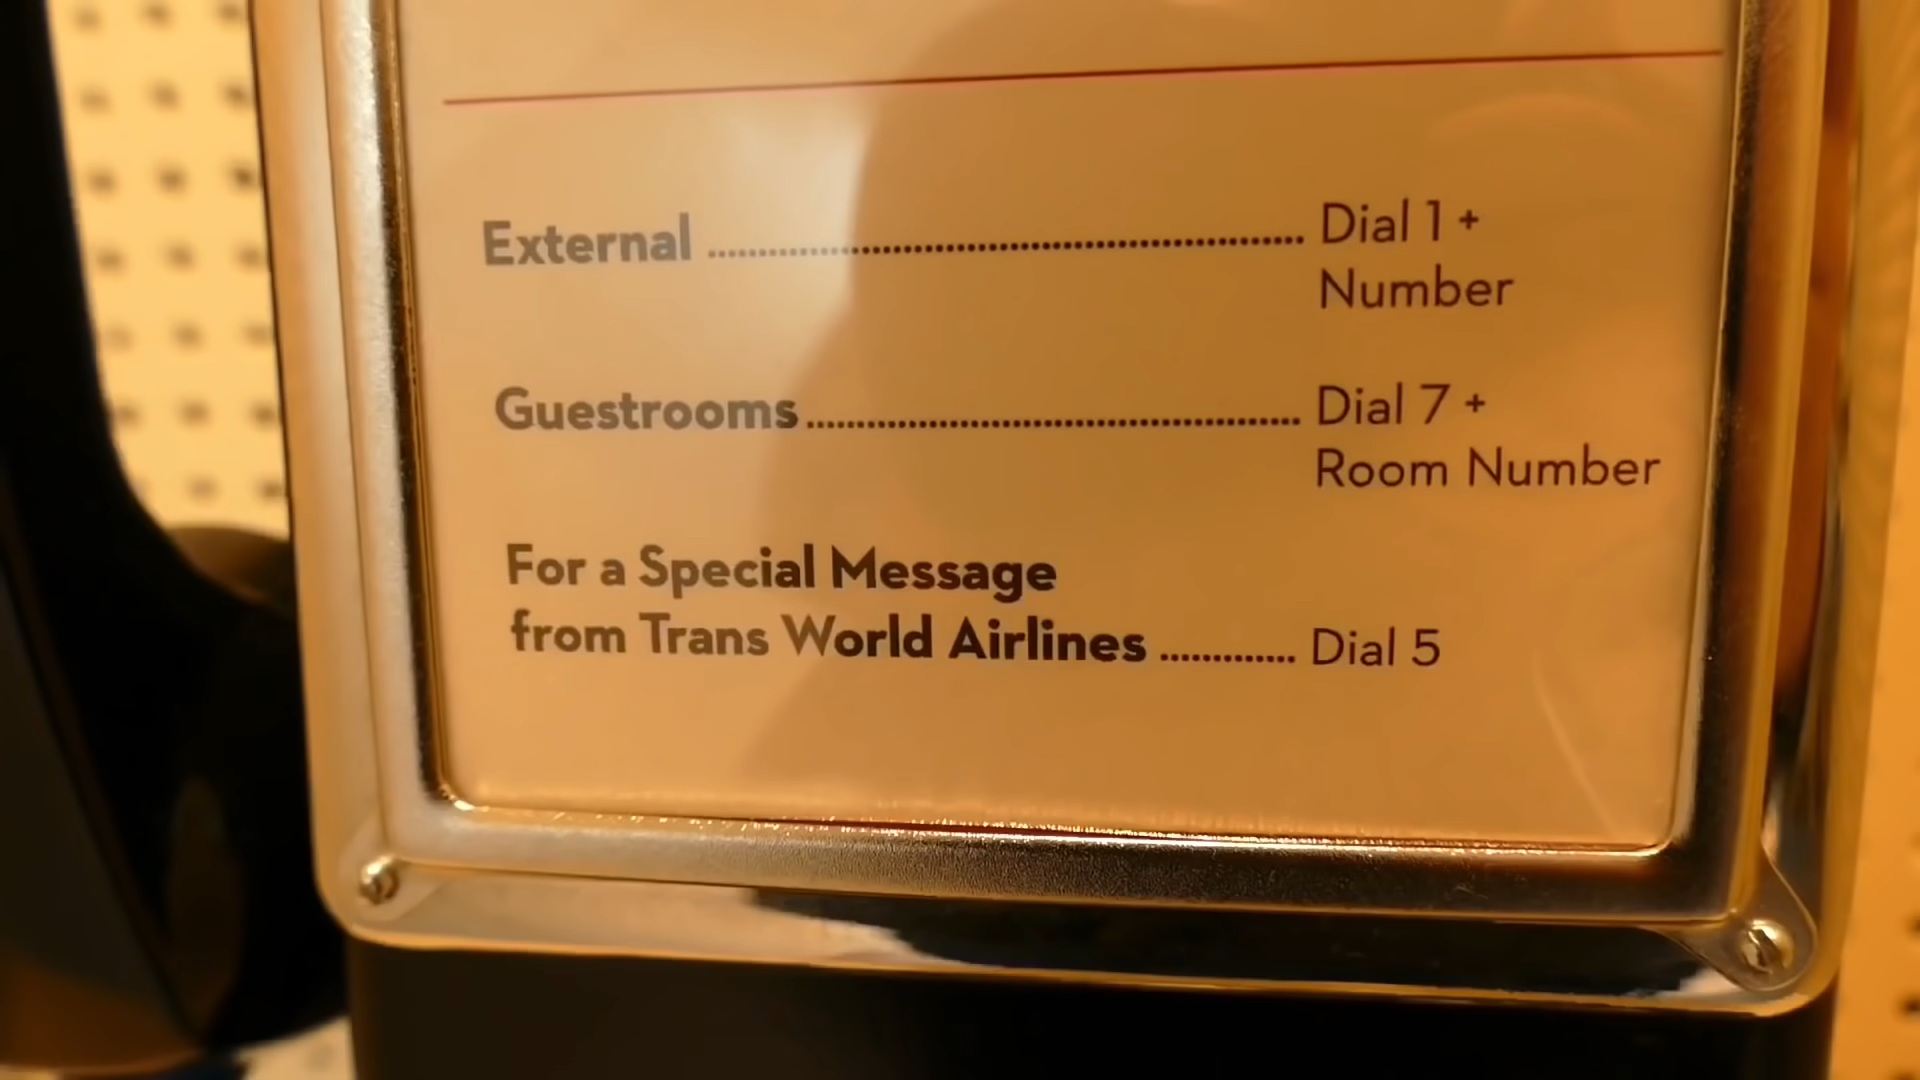 External ........................................................ Dial 1 +
Number
Guestrooms ............................................... Dial 7 +
Room Number
For a Special Message
from Trans World Airlines ............. Dial 5